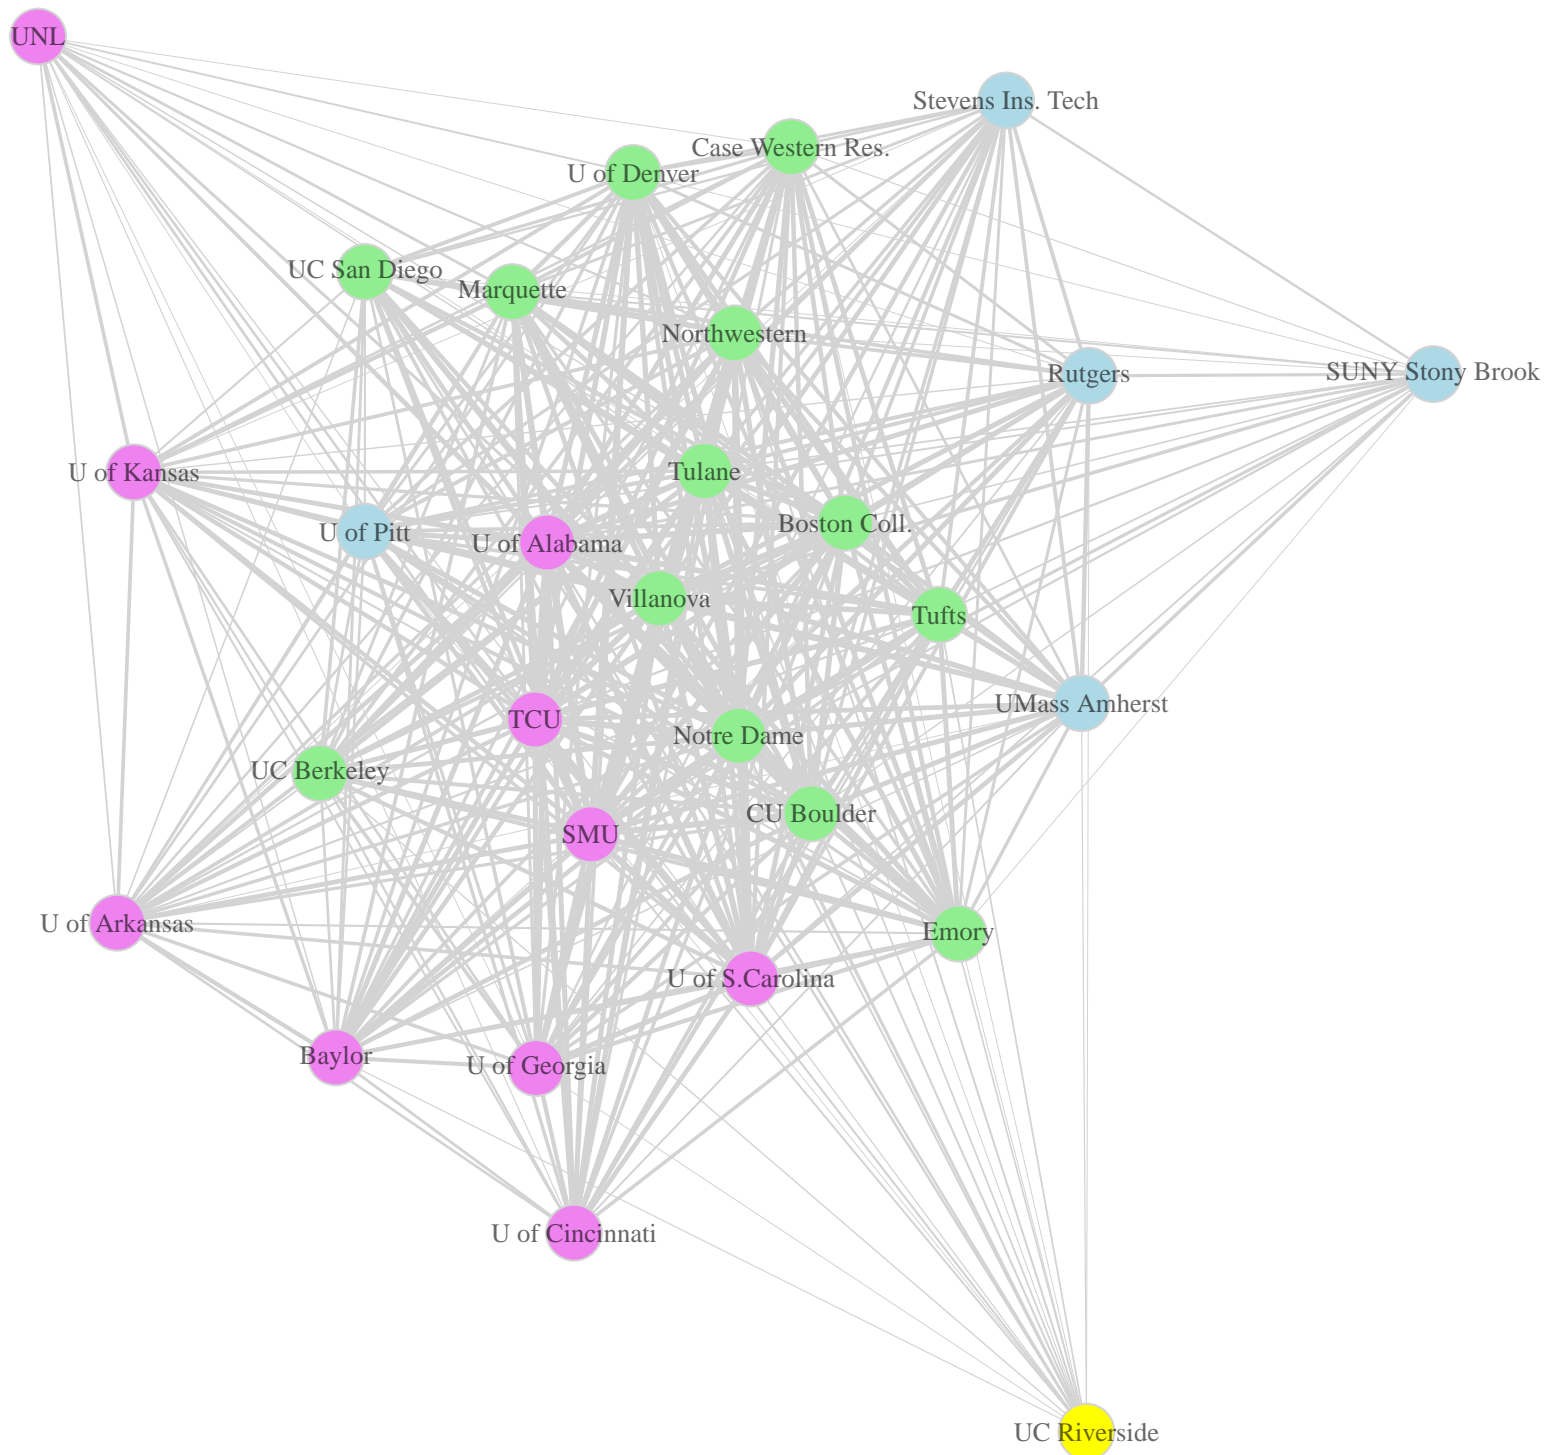 UNL
Stevens Ins. Tech
Case Western Res.
U of Denver
UC San Diego
Marquette
Northwestern
Rutgers
SUNY Stony Brook
U of Kansas
Tulane
U of Pitt
U of Alabama
Boston Coll.
Villanova
Tufts
UMass Amherst
TCU
Notre Dame
UC Berkeley
CU Boulder
SMU
U of Arkansas
Emory
U of S.Carolina
Baylor
U of Georgia
U of Cincinnati
UC Riverside